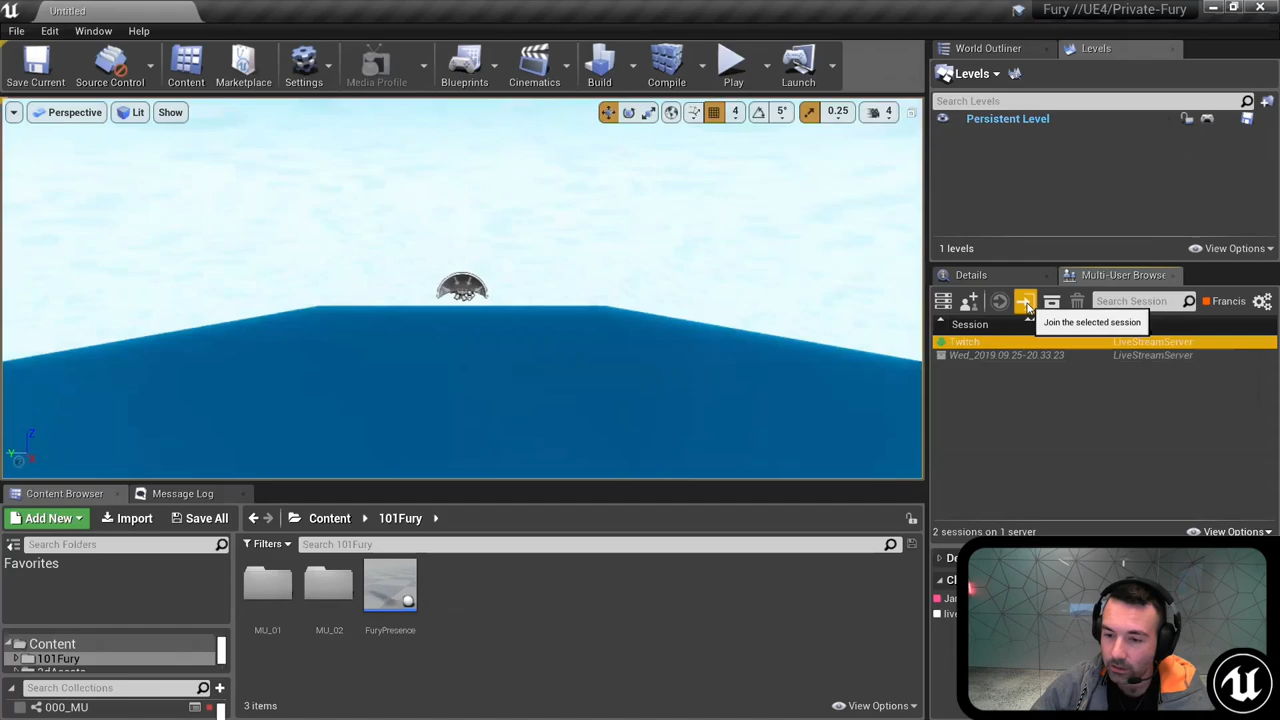 Untitled
Fury //UE4/Private-Fury
File Edit Window Help
Save Current Source Control Content Marketplace Settings Media Profile Blueprints Cinematics Build Compile Play Launch
Perspective Lit Show
4 5° 0.25 4
World Outliner Levels
Levels
Search Levels
Persistent Level
1 levels View Options
Details Multi-User Browse
Search Session Francis
Join the selected session
Session
Twitch LiveStreamServer
Wed_2019.09.25-20.33.23 LiveStreamServer
2 sessions on 1 server View Options
Z
Y
Content Browser Message Log
Add New Import Save All Content 101Fury
Search Folders Filters Search 101Fury
Favorites
MU_01 MU_02 FuryPresence
Content
101Fury
Search Collections
000_MU
3 items View Options